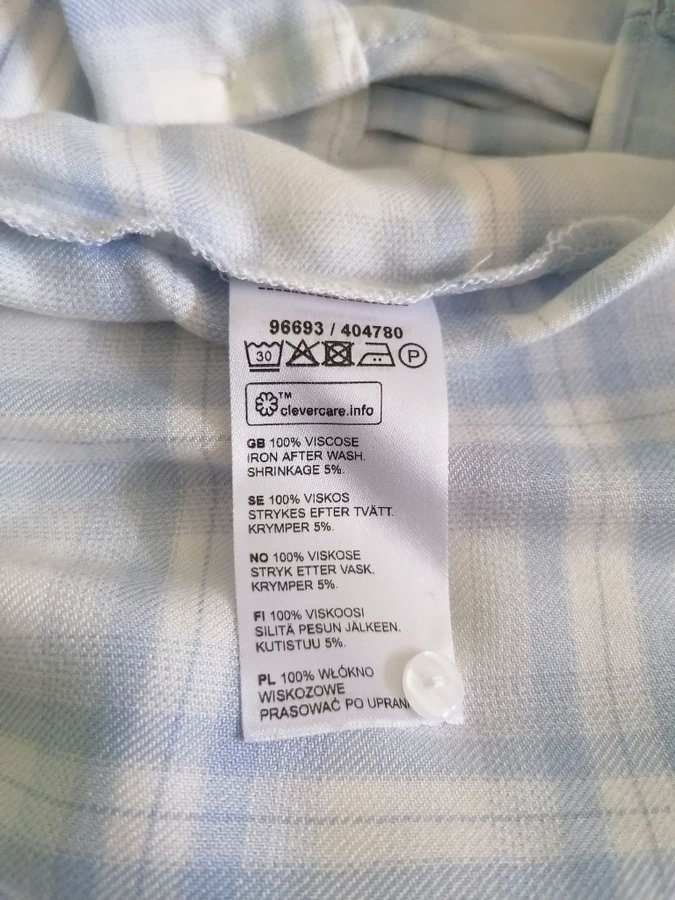 96693 / 404780
30 P
TM
clevercare.info
GB 100% VISCOSE
IRON AFTER WASH.
SHRINKAGE 5%.
SE 100% VISKOS
STRYKES EFTER TVÄTT.
KRYMPER 5%.
NO 100% VISKOSE
STRYK ETTER VASK.
KRYMPER 5%.
FI 100% VISKOOSI
SILITÄ PESUN JÄLKEEN.
KUTISTUU 5%.
PL 100% WŁÓKNO
WISKOZOWE
PRASOWAĆ PO UPRANI